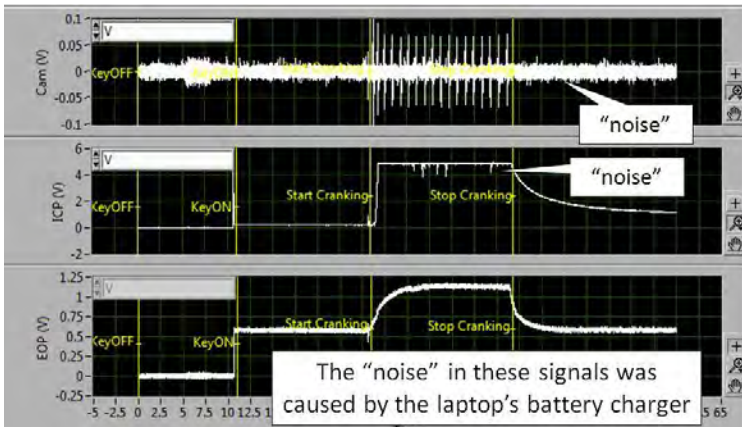 0.1
0.05
0
-0.05
-0.1
Cam (V)
V
KeyOFF
KeyON
Start Cranking
Stop Cranking
“noise”
6
4
2
0
-2
ICP (V)
V
KeyOFF
KeyON
Start Cranking
Stop Cranking
“noise”
1.25
1
0.75
0.5
0.25
0
-0.25
EOP (V)
V
KeyOFF
KeyON
Start Cranking
Stop Cranking
The “noise” in these signals was
caused by the laptop’s battery charger
-5 -2.5 0 2.5 5 7.5 10 12.5 65